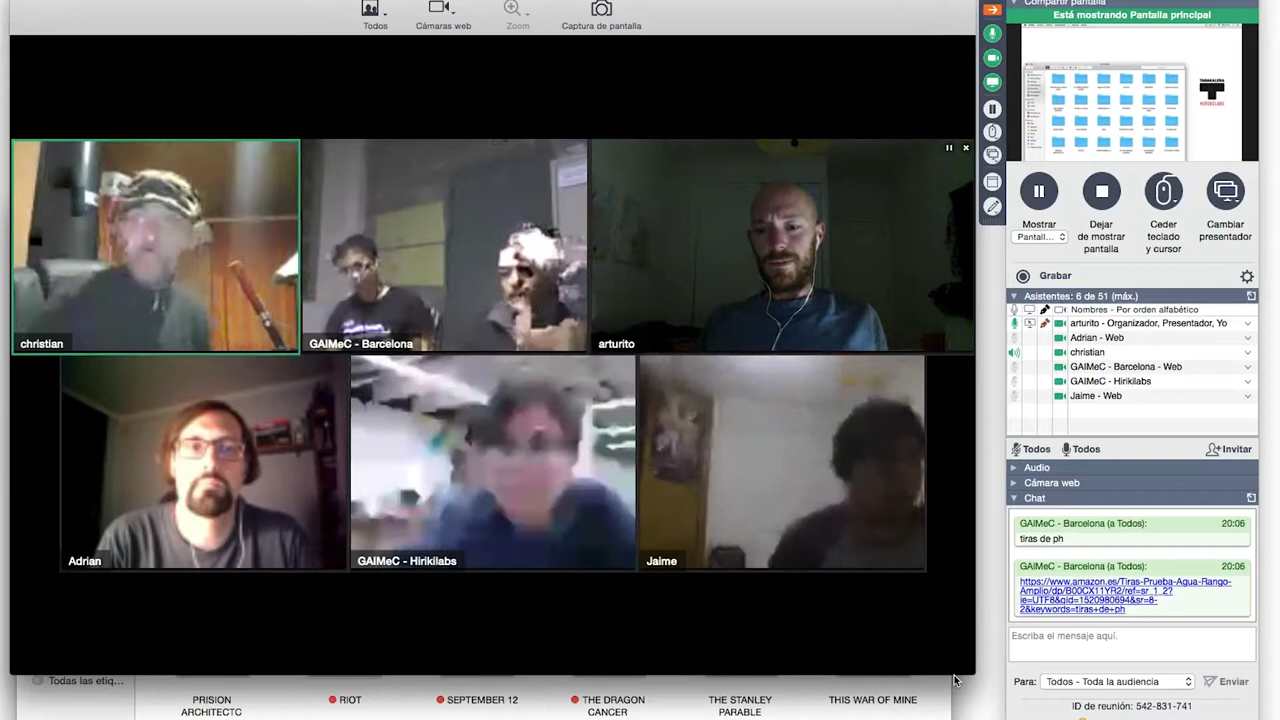 Compartir pantalla
Está mostrando Pantalla principal
Todos
Cámaras web
Zoom
Captura de pantalla
TABAKALERA
HIRIKILABS
christian
GAIMeC - Barcelona
arturito
Adrian
GAIMeC - Hirikilabs
Jaime
Mostrar
Pantall...
Dejar
de mostrar
pantalla
Ceder
teclado
y cursor
Cambiar
presentador
Grabar
Asistentes: 6 de 51 (máx.)
Nombres - Por orden alfabético
arturito - Organizador, Presentador, Yo
Adrian - Web
christian
GAIMeC - Barcelona - Web
GAIMeC - Hirikilabs
Jaime - Web
Todos
Todos
Invitar
Audio
Cámara web
Chat
GAIMeC - Barcelona (a Todos): 20:06
tiras de ph
GAIMeC - Barcelona (a Todos): 20:06
https://www.amazon.es/Tiras-Prueba-Agua-Rango-
Amplio/dp/B00CX11YR2/ref=sr_1_2?
ie=UTF8&qid=1520980694&sr=8-
2&keywords=tiras+de+ph
Escriba el mensaje aquí.
Para: Todos - Toda la audiencia Enviar
ID de reunión: 542-831-741
Todas las etiq...
PRISION
ARCHITECTC
RIOT
SEPTEMBER 12
THE DRAGON
CANCER
THE STANLEY
PARABLE
THIS WAR OF MINE